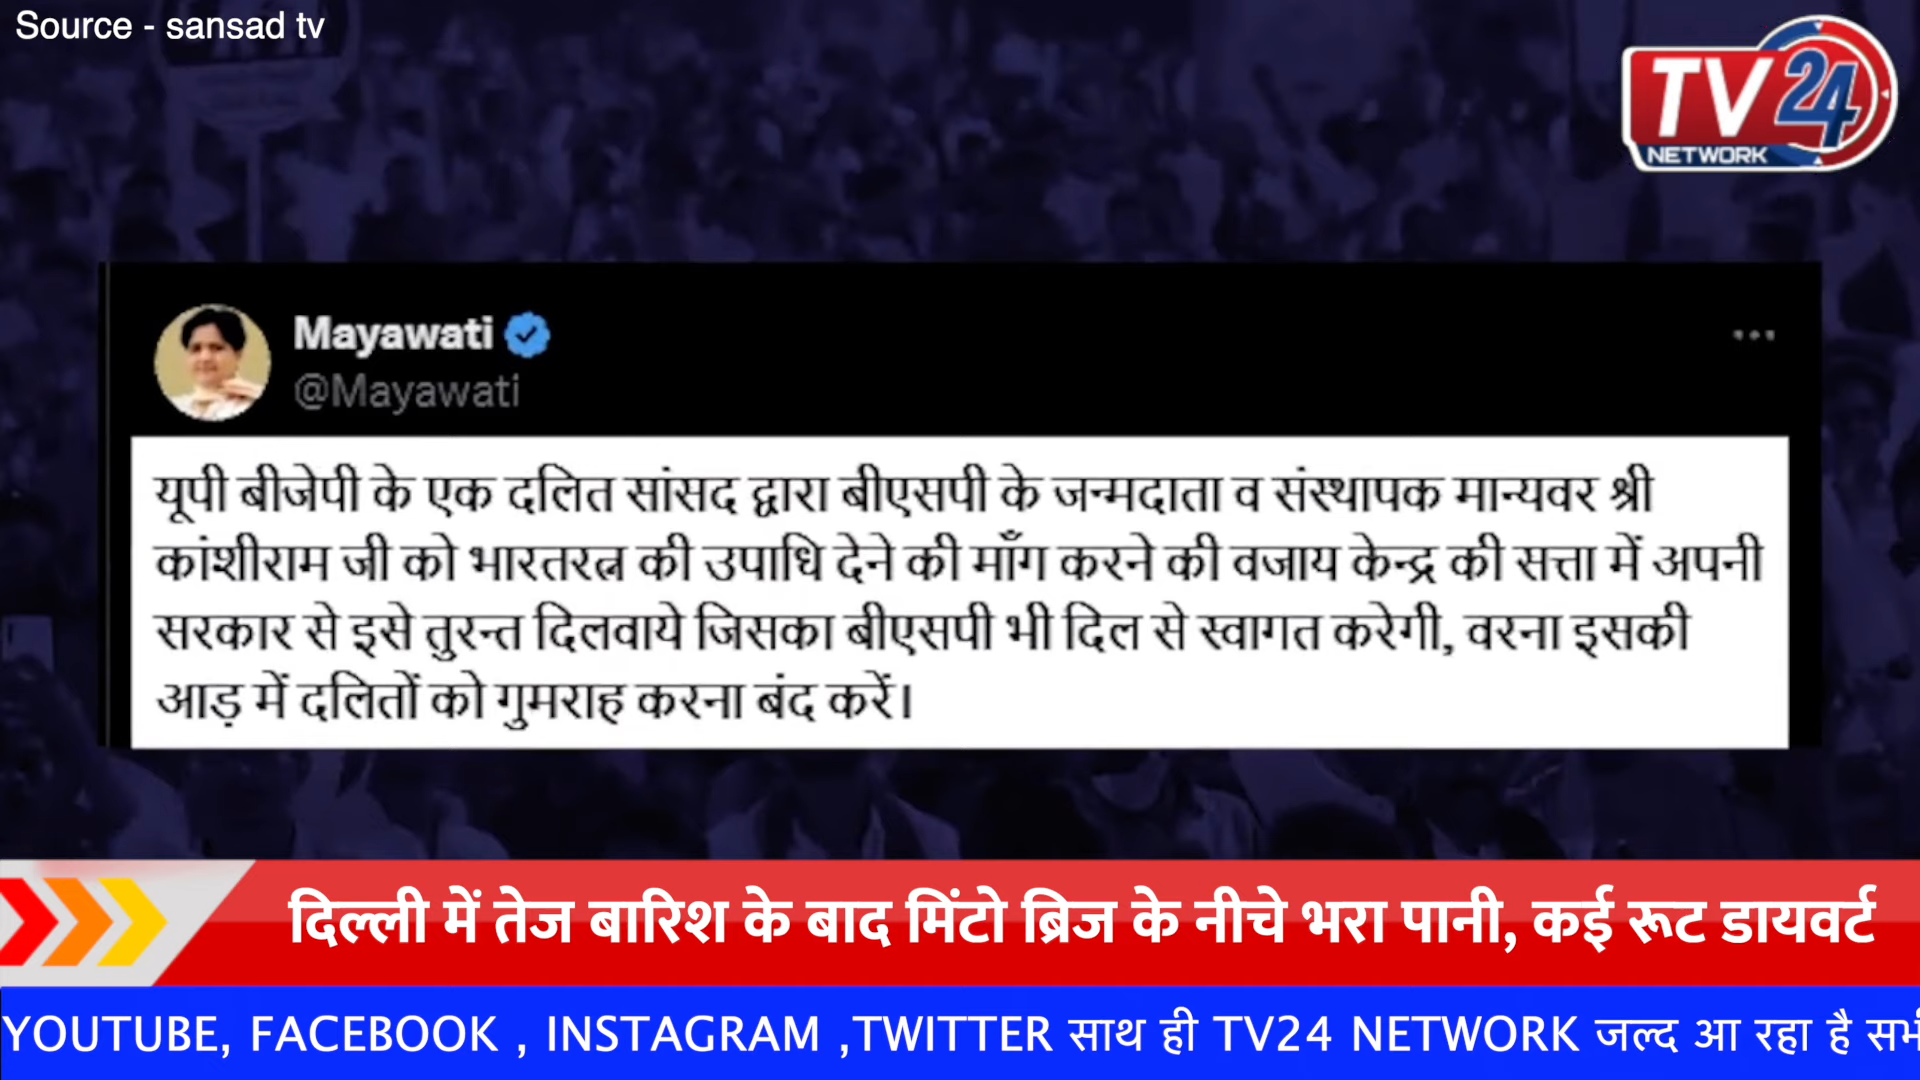 Source - sansad tv
TV24
NETWORK
Mayawati
@Mayawati
यूपी बीजेपी के एक दलित सांसद द्वारा बीएसपी के जन्मदाता व संस्थापक मान्यवर श्री
कांशीराम जी को भारतरत्न की उपाधि देने की माँग करने की वजाय केन्द्र की सत्ता में अपनी
सरकार से इसे तुरन्त दिलवाये जिसका बीएसपी भी दिल से स्वागत करेगी, वरना इसकी
आड़ में दलितों को गुमराह करना बंद करें।
दिल्ली में तेज बारिश के बाद मिंटो ब्रिज के नीचे भरा पानी, कई रूट डायवर्ट
YOUTUBE, FACEBOOK , INSTAGRAM ,TWITTER साथ ही TV24 NETWORK जल्द आ रहा है